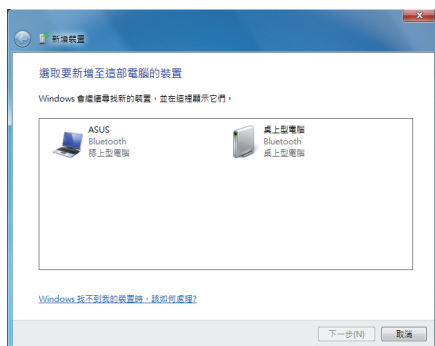 新增裝置
選取要新增至這部電腦的裝置
Windows 會繼續尋找新的裝置，並在這裡顯示它們。
ASUS
Bluetooth
膝上型電腦
桌上型電腦
Bluetooth
桌上型電腦
Windows 找不到我的裝置時，該如何處理?
下一步(N)
取消